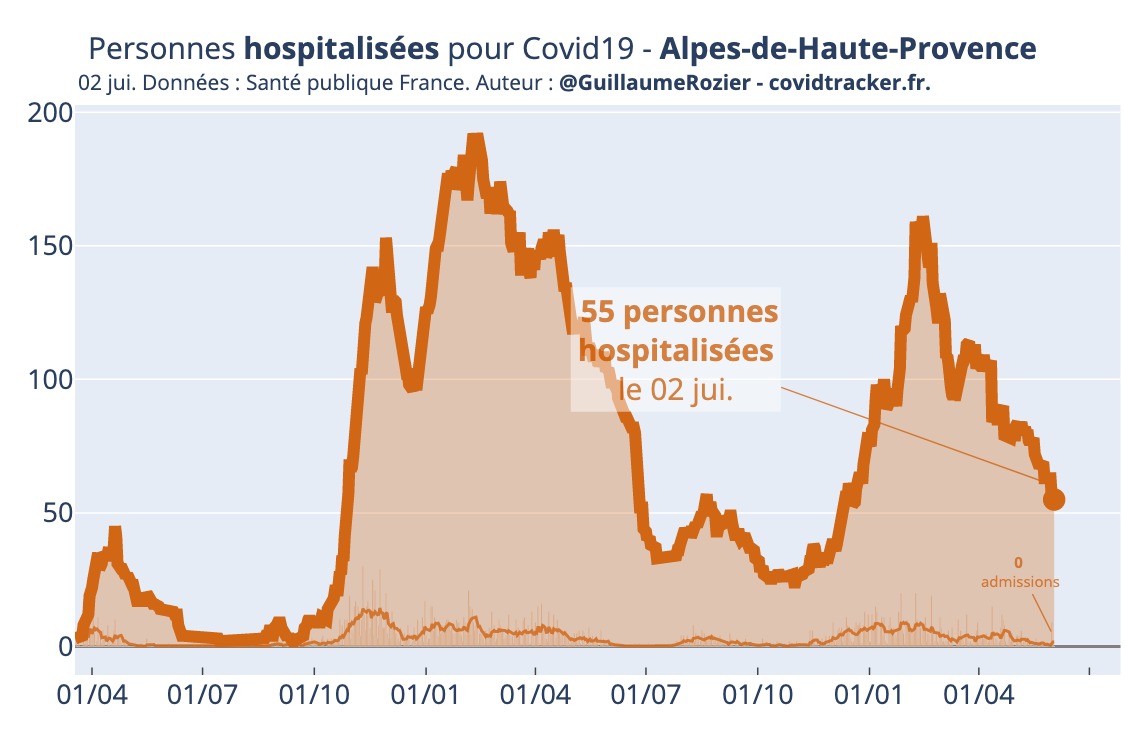 Personnes hospitalisées pour Covid19 - Alpes-de-Haute-Provence
02 jui. Données : Santé publique France. Auteur : @GuillaumeRozier - covidtracker.fr.
200
150
100
50
0
55 personnes
hospitalisées
le 02 jui.
0
admissions
01/04 01/07 01/10 01/01 01/04 01/07 01/10 01/01 01/04